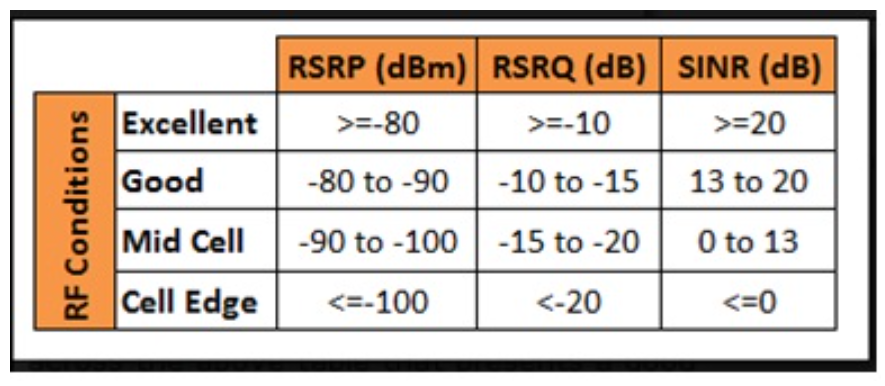 RSRP (dBm) RSRQ (dB) SINR (dB)
RF Conditions
Excellent >=-80 >=-10 >=20
Good -80 to -90 -10 to -15 13 to 20
Mid Cell -90 to -100 -15 to -20 0 to 13
Cell Edge <=-100 <-20 <=0